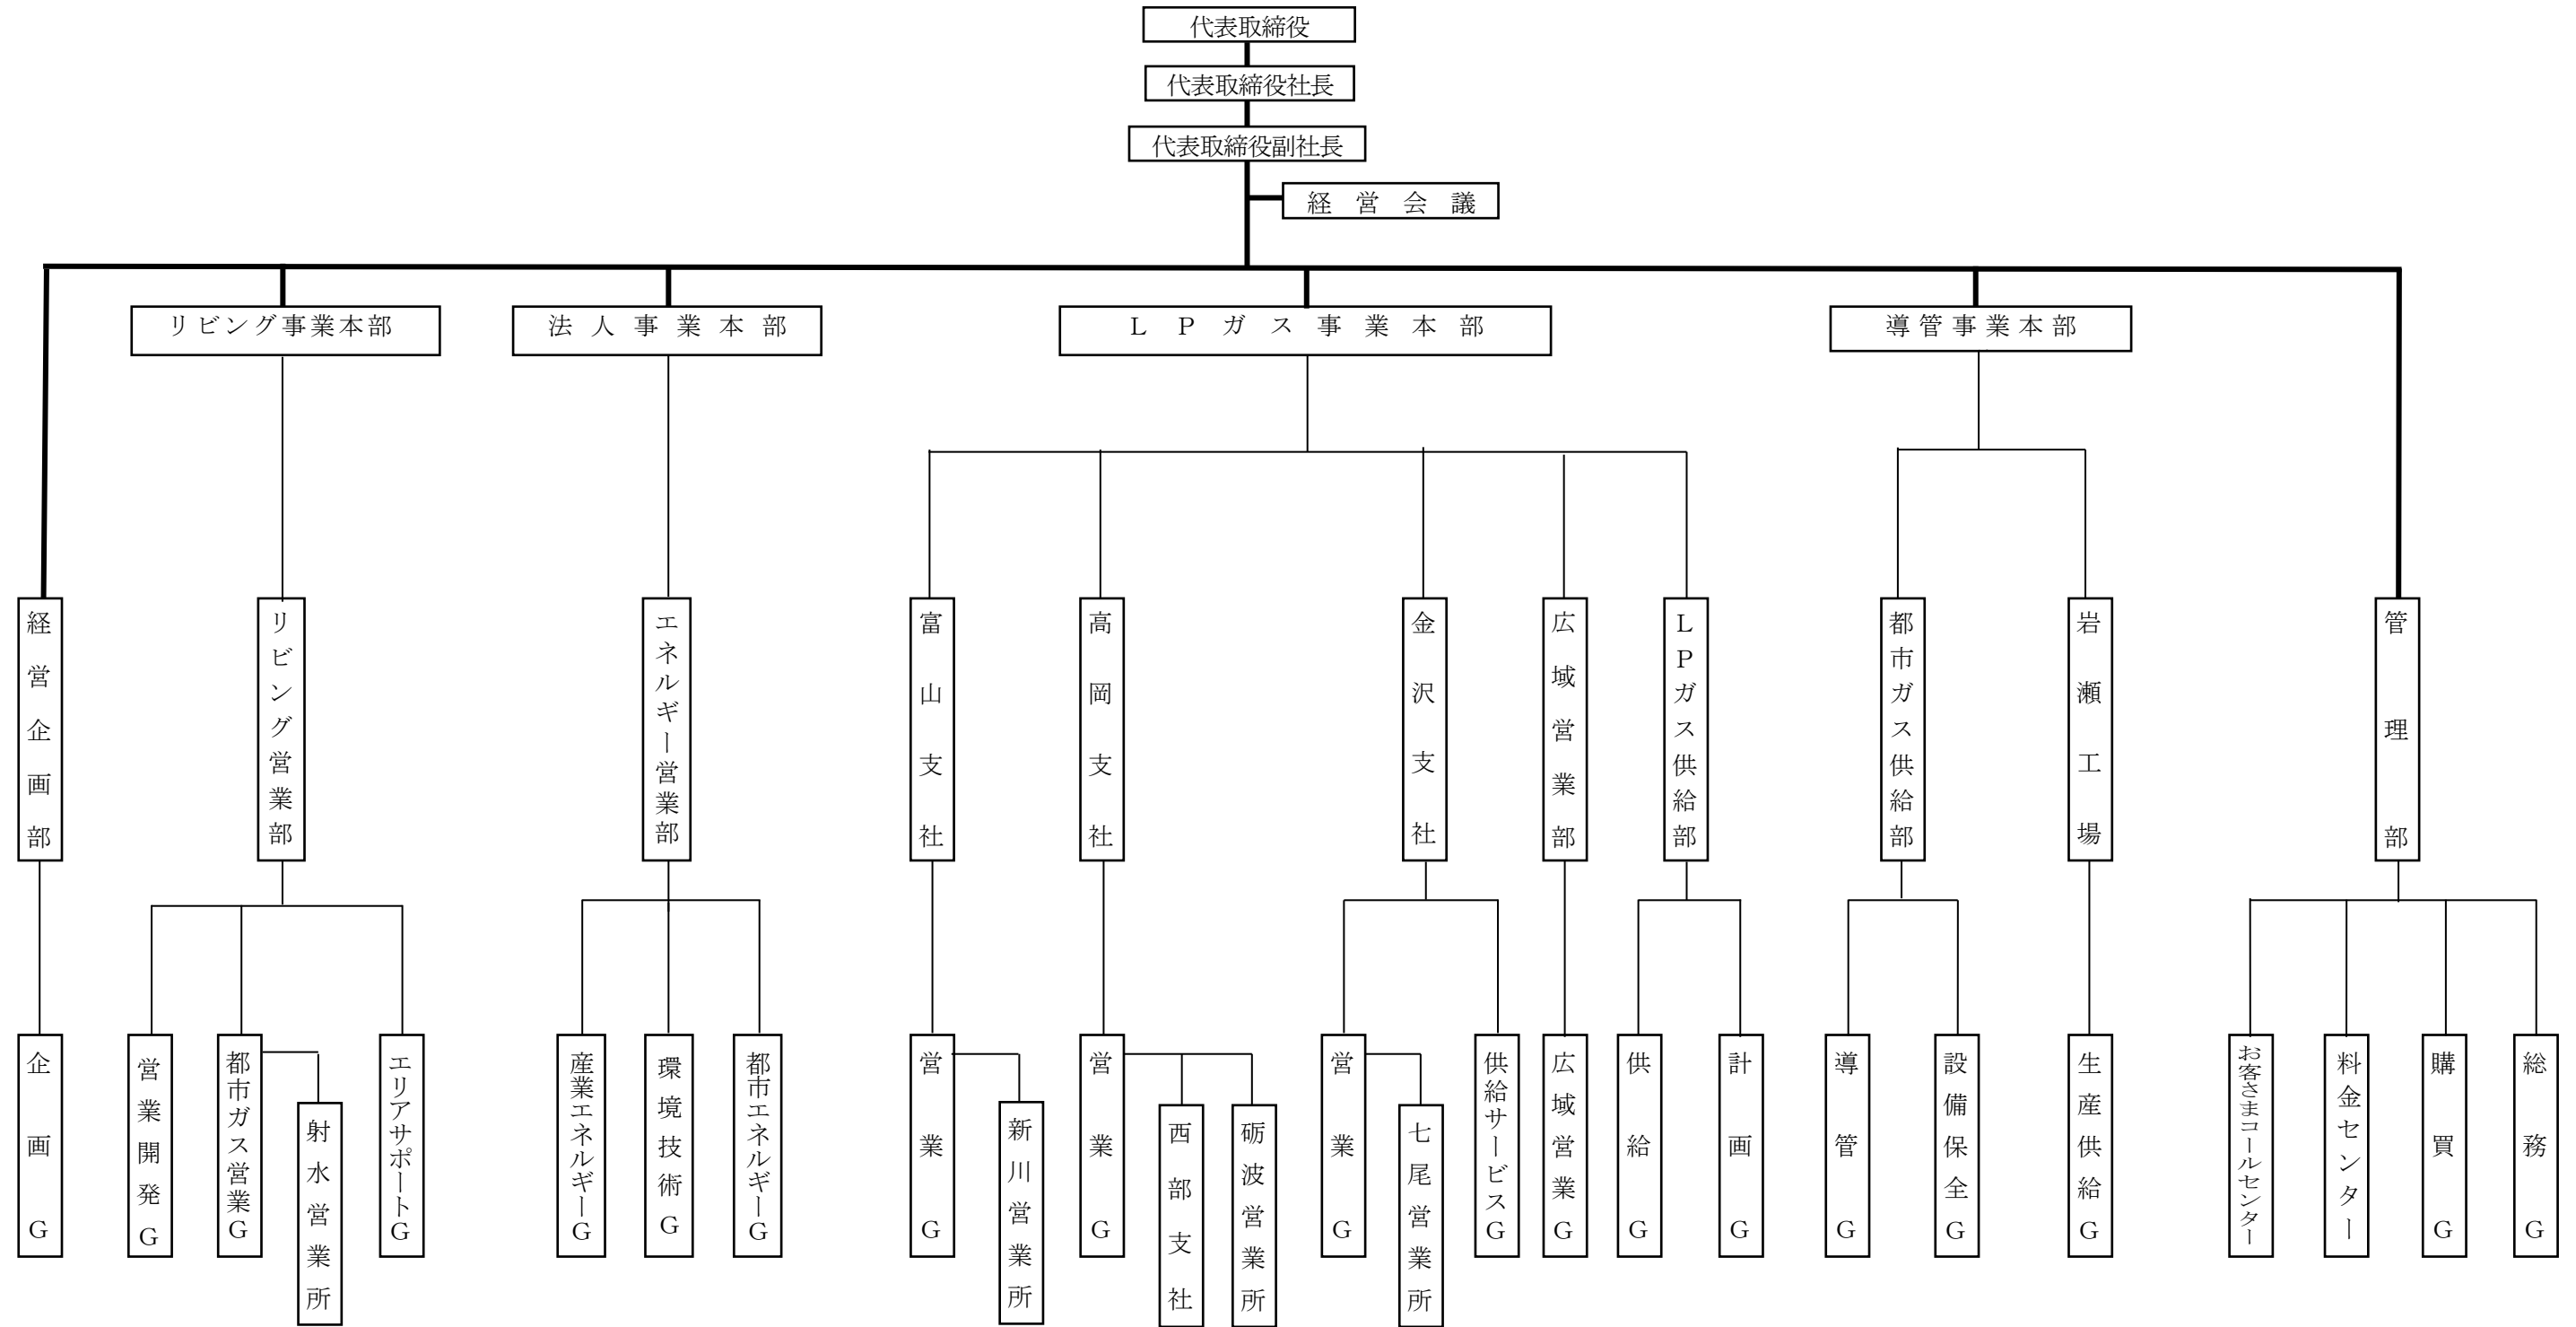 代表取締役
代表取締役社長
代表取締役副社長
経営会議
リビング事業本部
法人事業本部
LPガス事業本部
導管事業本部
経営企画部
リビング営業部
エネルギー営業部
富山支社
高岡支社
金沢支社
広域営業部
LPガス供給部
都市ガス供給部
岩瀬工場
管理部
企画G
営業開発G
都市ガス営業G
射水営業所
エリアサポートG
産業エネルギーG
環境技術G
都市エネルギーG
営業G
新川営業所
営業G
西部支社
砺波営業所
営業G
七尾営業所
供給サービスG
広域営業G
供給G
計画G
導管G
設備保全G
生産供給G
お客さまコールセンター
料金センター
購買G
総務G